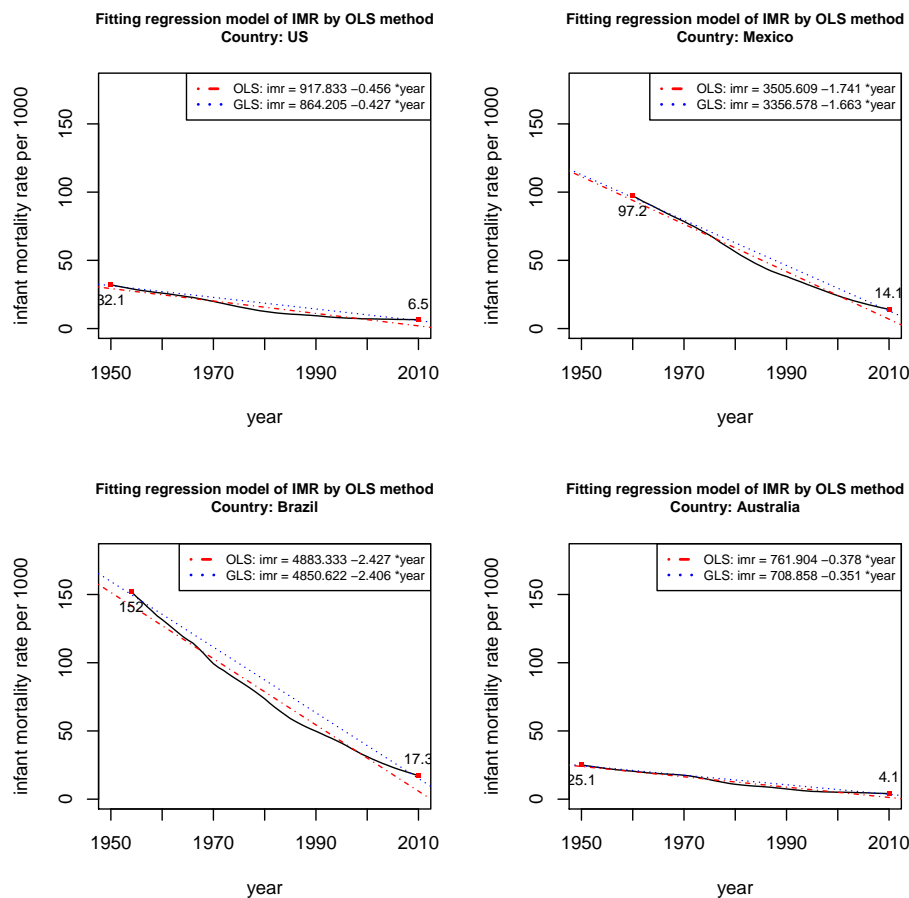 Fitting regression model of IMR by OLS method
Country: US
OLS: imr = 917.833 −0.456 *year
GLS: imr = 864.205 −0.427 *year
infant mortality rate per 1000
150
100
50
0
32.1
6.5
1950
1970
1990
2010
year
Fitting regression model of IMR by OLS method
Country: Mexico
OLS: imr = 3505.609 −1.741 *year
GLS: imr = 3356.578 −1.663 *year
infant mortality rate per 1000
150
100
50
0
97.2
14.1
1950
1970
1990
2010
year
Fitting regression model of IMR by OLS method
Country: Brazil
OLS: imr = 4883.333 −2.427 *year
GLS: imr = 4850.622 −2.406 *year
infant mortality rate per 1000
150
100
50
0
152
17.3
1950
1970
1990
2010
year
Fitting regression model of IMR by OLS method
Country: Australia
OLS: imr = 761.904 −0.378 *year
GLS: imr = 708.858 −0.351 *year
infant mortality rate per 1000
150
100
50
0
25.1
4.1
1950
1970
1990
2010
year